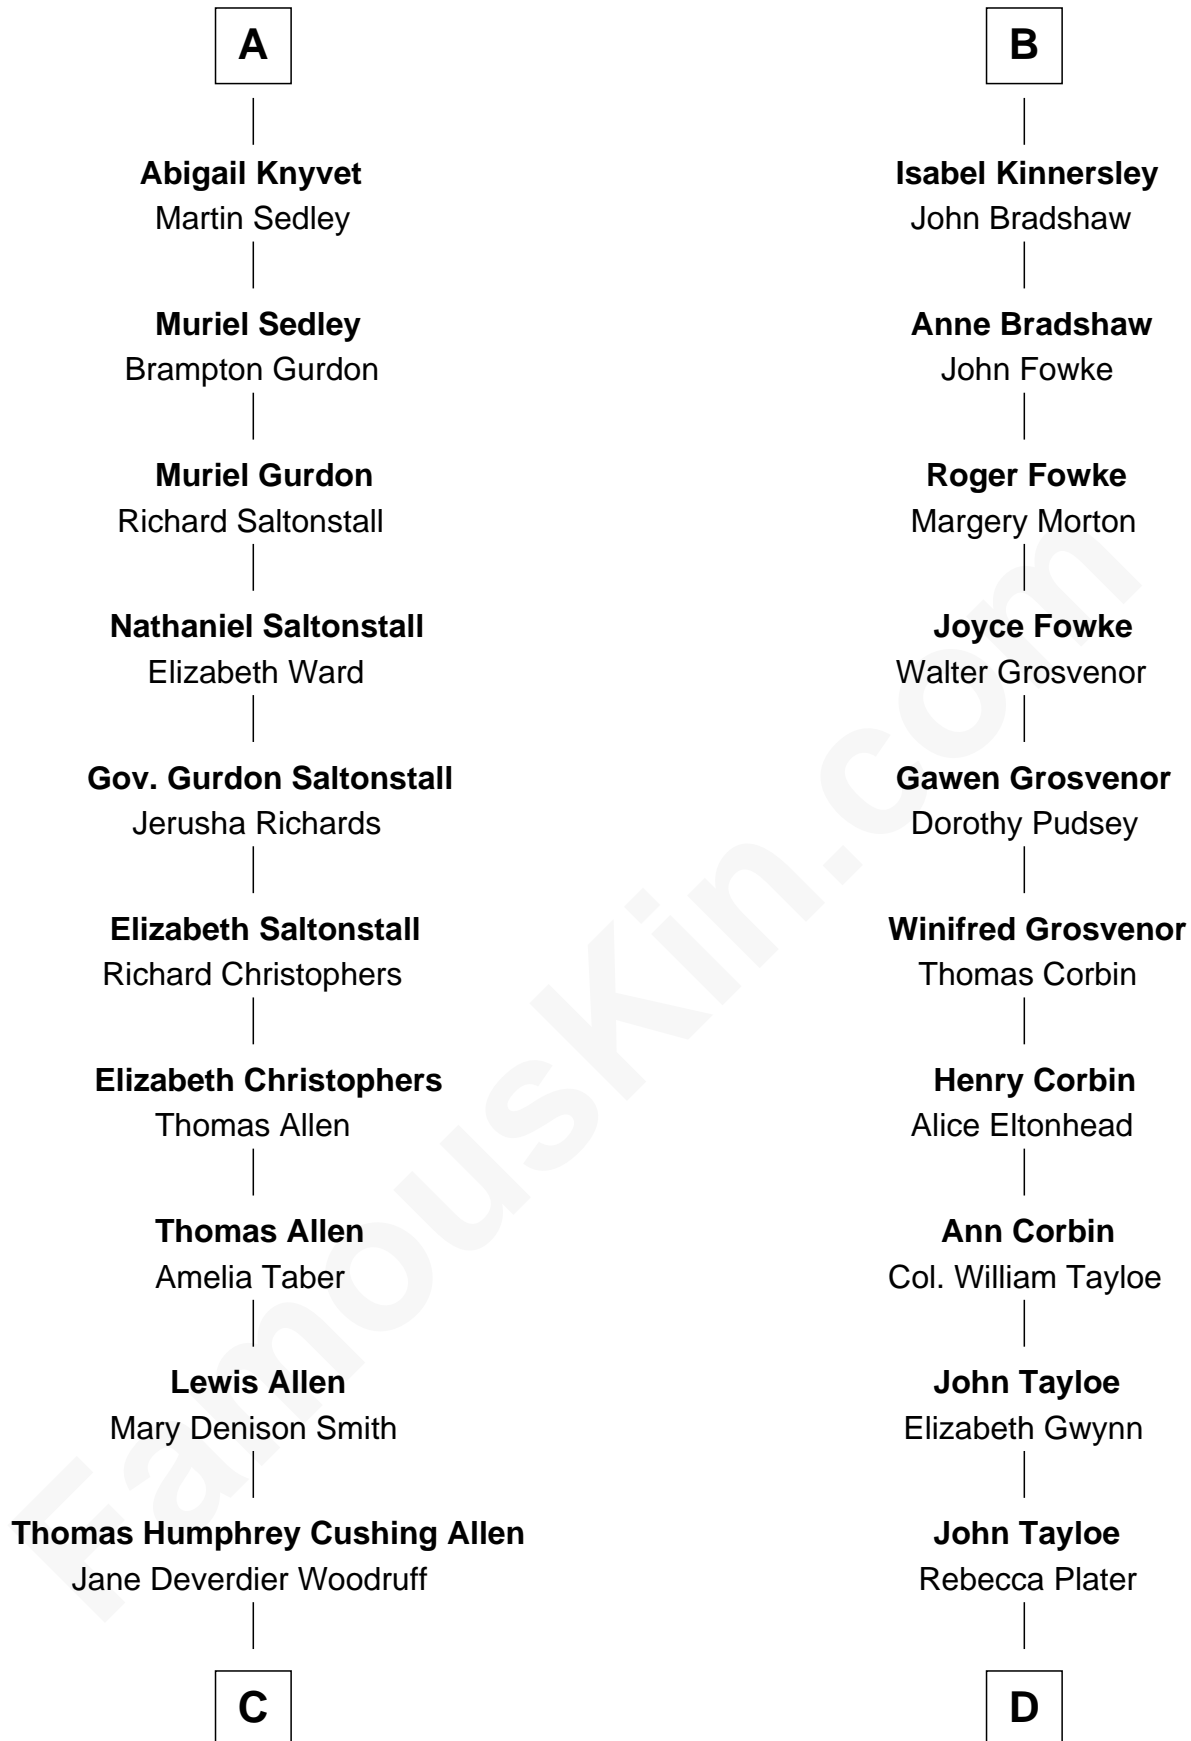 A
Abigail Knyvet
Martin Sedley
Muriel Sedley
Brampton Gurdon
Muriel Gurdon
Richard Saltonstall
Nathaniel Saltonstall
Elizabeth Ward
Gov. Gurdon Saltonstall
Jerusha Richards
Elizabeth Saltonstall
Richard Christophers
Elizabeth Christophers
Thomas Allen
Thomas Allen
Amelia Taber
Lewis Allen
Mary Denison Smith
Thomas Humphrey Cushing Allen
Jane Deverdier Woodruff
C
B
Isabel Kinnersley
John Bradshaw
Anne Bradshaw
John Fowke
Roger Fowke
Margery Morton
Joyce Fowke
Walter Grosvenor
Gawen Grosvenor
Dorothy Pudsey
Winifred Grosvenor
Thomas Corbin
Henry Corbin
Alice Eltonhead
Ann Corbin
Col. William Tayloe
John Tayloe
Elizabeth Gwynn
John Tayloe
Rebecca Plater
D
FamousKin.com